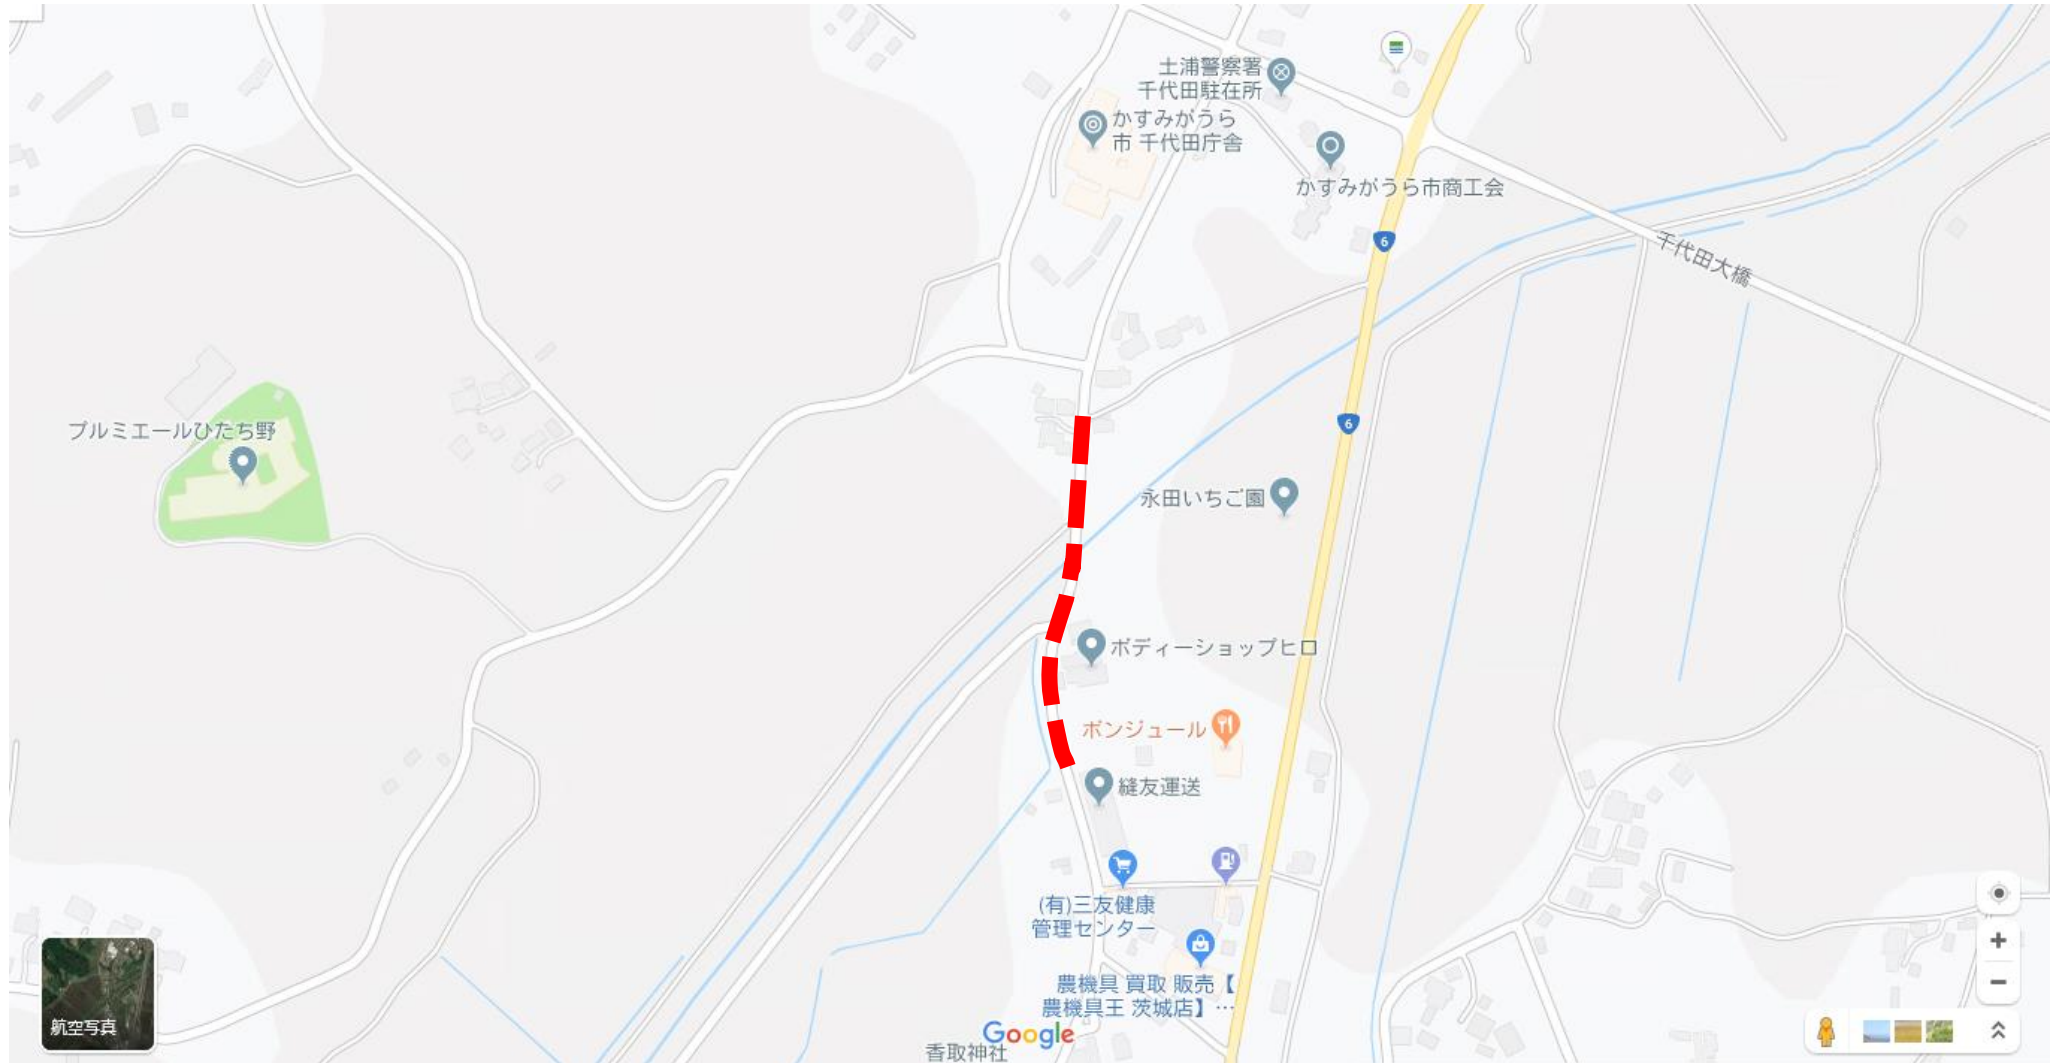 土浦警察署
千代田駐在所
かすみがうら
市 千代田庁舎
かすみがうら市商工会
6
千代田大橋
プルミエールひたち野
6
永田いちご園
ボディーショップヒロ
ボンジュール
縫友運送
(有)三友健康
管理センター
農機具 買取 販売【
農機具王 茨城店】…
航空写真
Google
香取神社